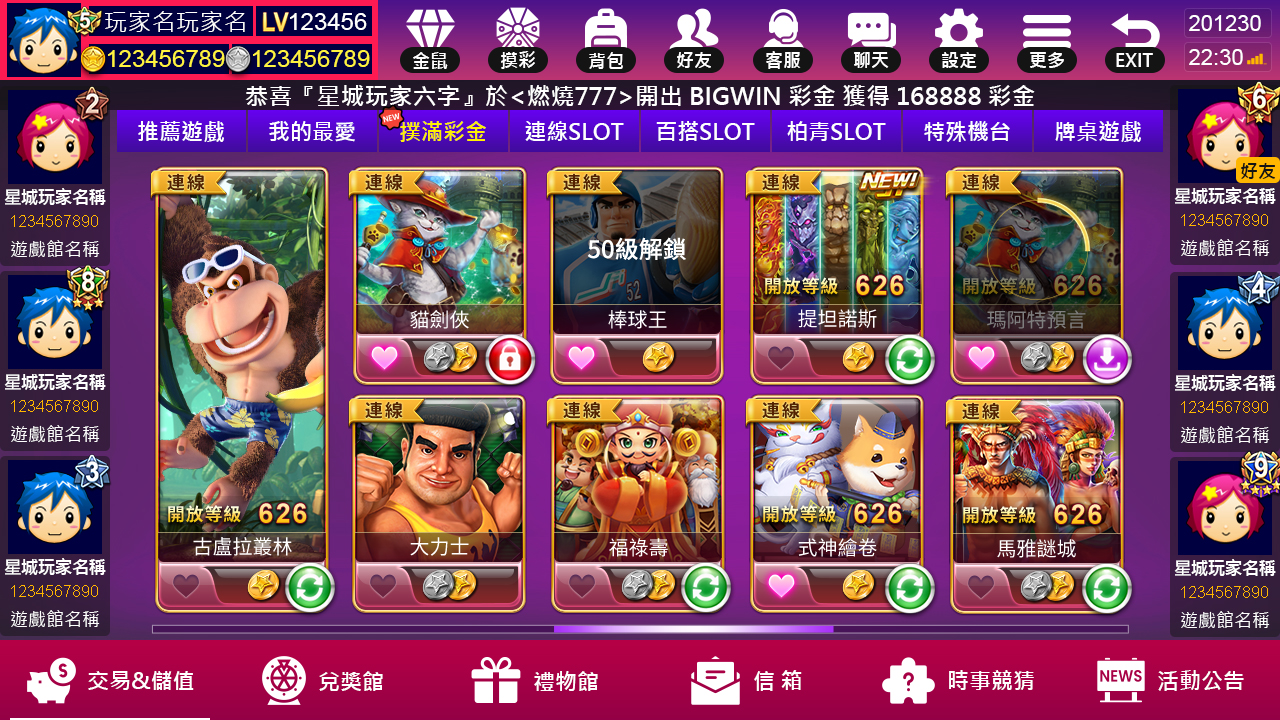 5 玩家名玩家名 LV123456
123456789 123456789
金鼠 摸彩 背包 好友 客服 聊天 設定 更多 EXIT
201230
22:30
恭喜『星城玩家六字』於<燃燒777>開出 BIGWIN 彩金 獲得 168888 彩金
推薦遊戲 我的最愛 NEW 撲滿彩金 連線SLOT 百搭SLOT 柏青SLOT 特殊機台 牌桌遊戲
2
星城玩家名稱
1234567890
遊戲館名稱
8
星城玩家名稱
1234567890
遊戲館名稱
3
星城玩家名稱
1234567890
遊戲館名稱
連線
開放等級 626
古盧拉叢林
連線
貓劍俠
連線
50級解鎖
52
棒球王
連線 NEW!
開放等級 626
提坦諾斯
連線
開放等級 626
瑪阿特預言
連線
大力士
連線
福祿壽
連線
開放等級 626
式神繪卷
連線
開放等級 626
馬雅謎城
6
好友
星城玩家名稱
1234567890
遊戲館名稱
4
星城玩家名稱
1234567890
遊戲館名稱
9
星城玩家名稱
1234567890
遊戲館名稱
$ 交易&儲值 兌獎館 禮物館 信 箱 ? 時事競猜 NEWS 活動公告